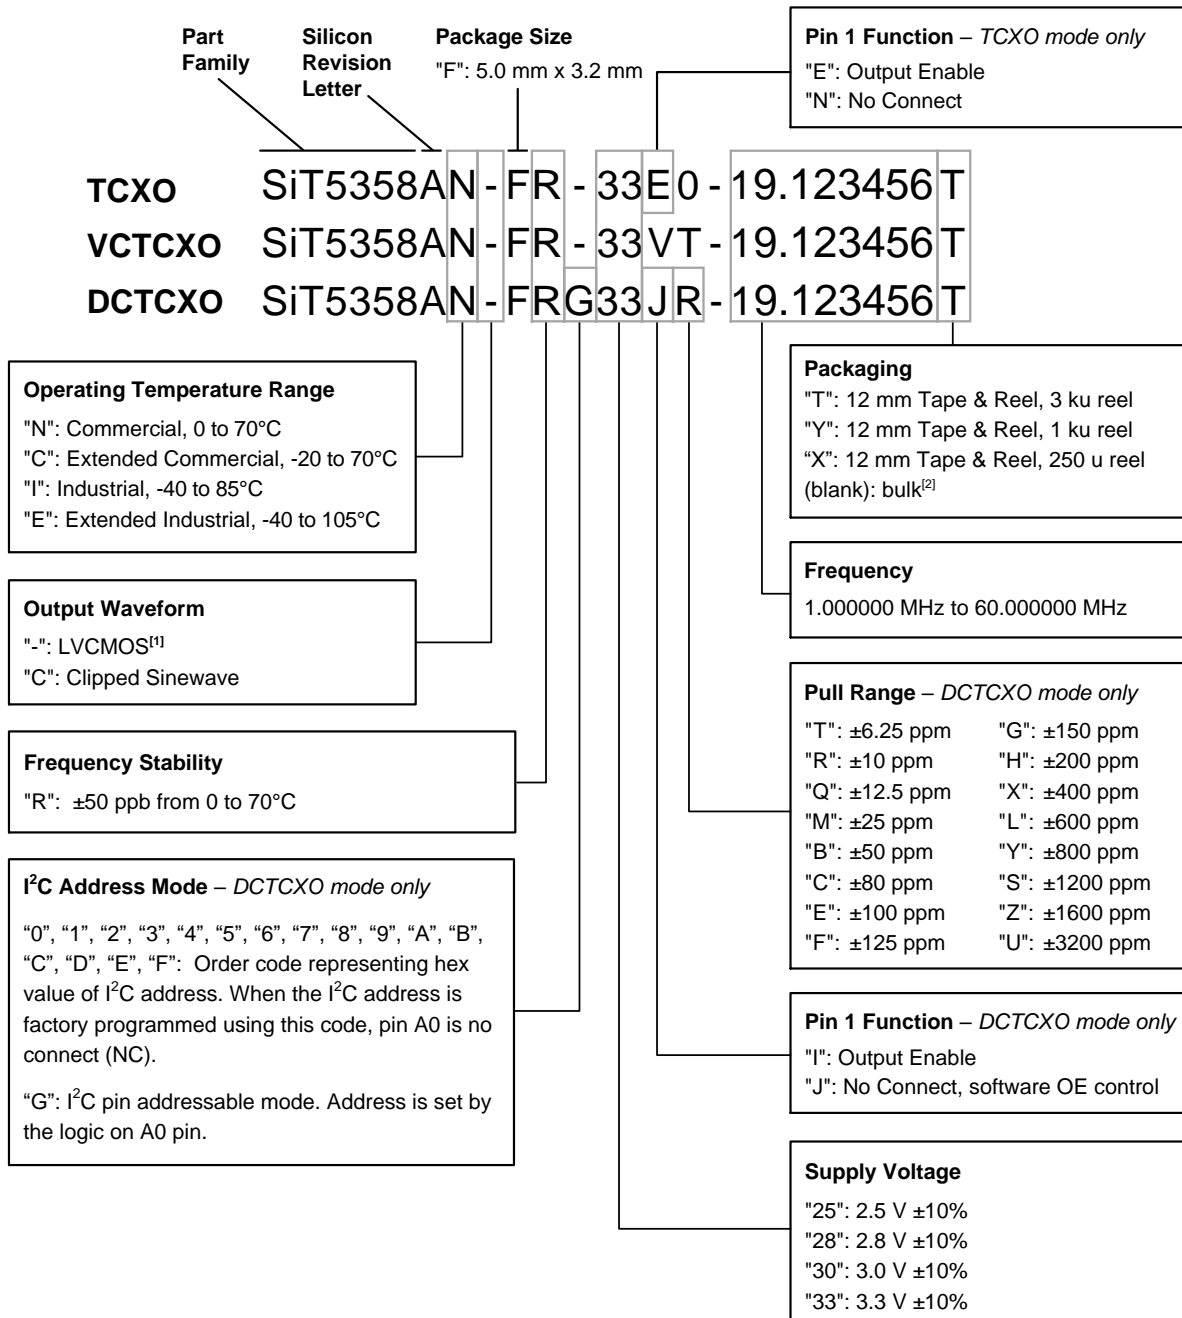 Part Family
Silicon Revision Letter
Package Size
"F": 5.0 mm x 3.2 mm
Pin 1 Function – TCXO mode only
"E": Output Enable
"N": No Connect
TCXO SiT5358AN-FR-33E0-19.123456T
VCTCXO SiT5358AN-FR-33VT-19.123456T
DCTCXO SiT5358AN-FRG33JR-19.123456T
Operating Temperature Range
"N": Commercial, 0 to 70°C
"C": Extended Commercial, -20 to 70°C
"I": Industrial, -40 to 85°C
"E": Extended Industrial, -40 to 105°C
Output Waveform
"-": LVCMOS[1]
"C": Clipped Sinewave
Frequency Stability
"R": ±50 ppb from 0 to 70°C
I²C Address Mode – DCTCXO mode only
“0”, “1”, “2”, “3”, “4”, “5”, “6”, “7”, “8”, “9”, “A”, “B”,
“C”, “D”, “E”, “F”: Order code representing hex
value of I²C address. When the I²C address is
factory programmed using this code, pin A0 is no
connect (NC).
“G”: I²C pin addressable mode. Address is set by
the logic on A0 pin.
Packaging
"T": 12 mm Tape & Reel, 3 ku reel
"Y": 12 mm Tape & Reel, 1 ku reel
“X”: 12 mm Tape & Reel, 250 u reel
(blank): bulk[2]
Frequency
1.000000 MHz to 60.000000 MHz
Pull Range – DCTCXO mode only
"T": ±6.25 ppm "G": ±150 ppm
"R": ±10 ppm "H": ±200 ppm
"Q": ±12.5 ppm "X": ±400 ppm
"M": ±25 ppm "L": ±600 ppm
"B": ±50 ppm "Y": ±800 ppm
"C": ±80 ppm "S": ±1200 ppm
"E": ±100 ppm "Z": ±1600 ppm
"F": ±125 ppm "U": ±3200 ppm
Pin 1 Function – DCTCXO mode only
"I": Output Enable
"J": No Connect, software OE control
Supply Voltage
"25": 2.5 V ±10%
"28": 2.8 V ±10%
"30": 3.0 V ±10%
"33": 3.3 V ±10%